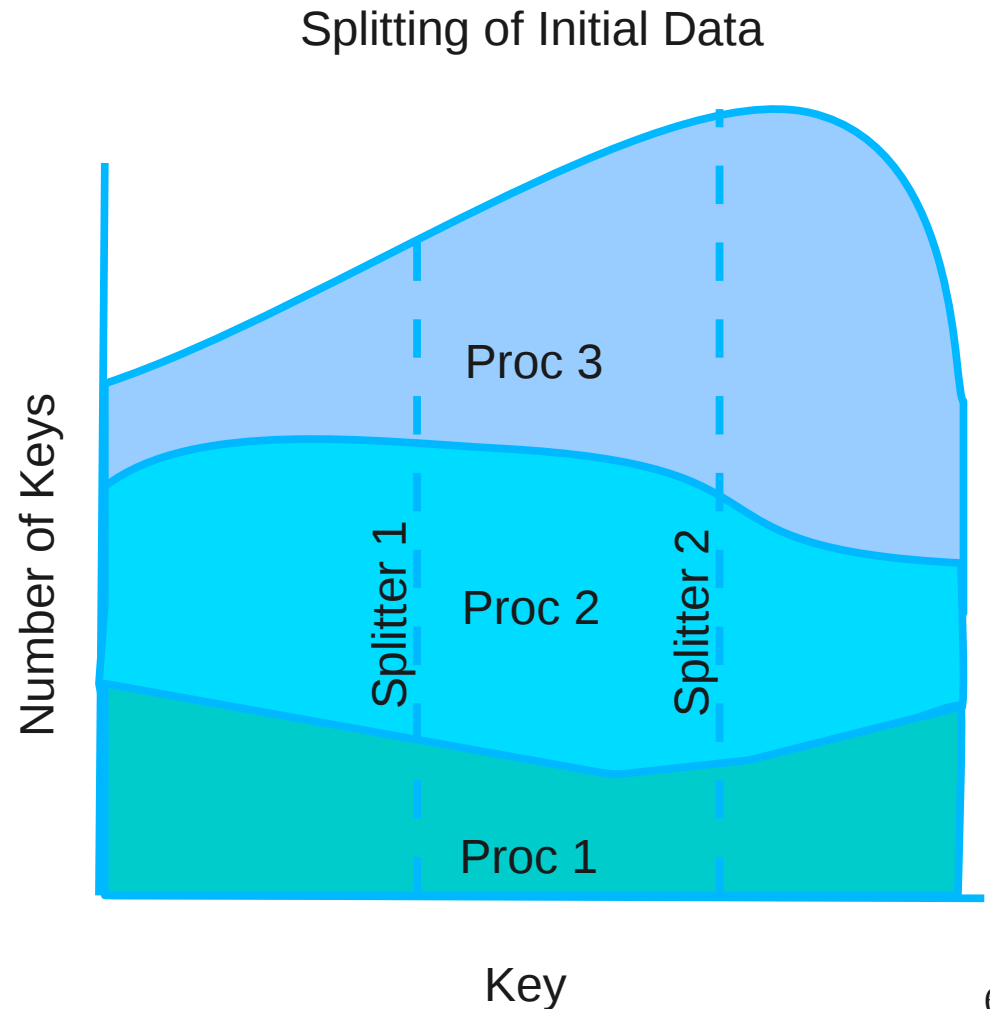 Splitting of Initial Data
Number of Keys
Proc 3
Splitter 1
Splitter 2
Proc 2
Proc 1
Key